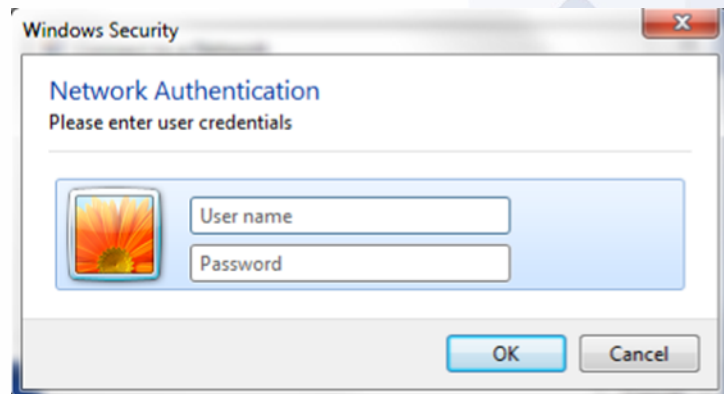 Windows Security
Network Authentication
Please enter user credentials
User name
Password
OK Cancel